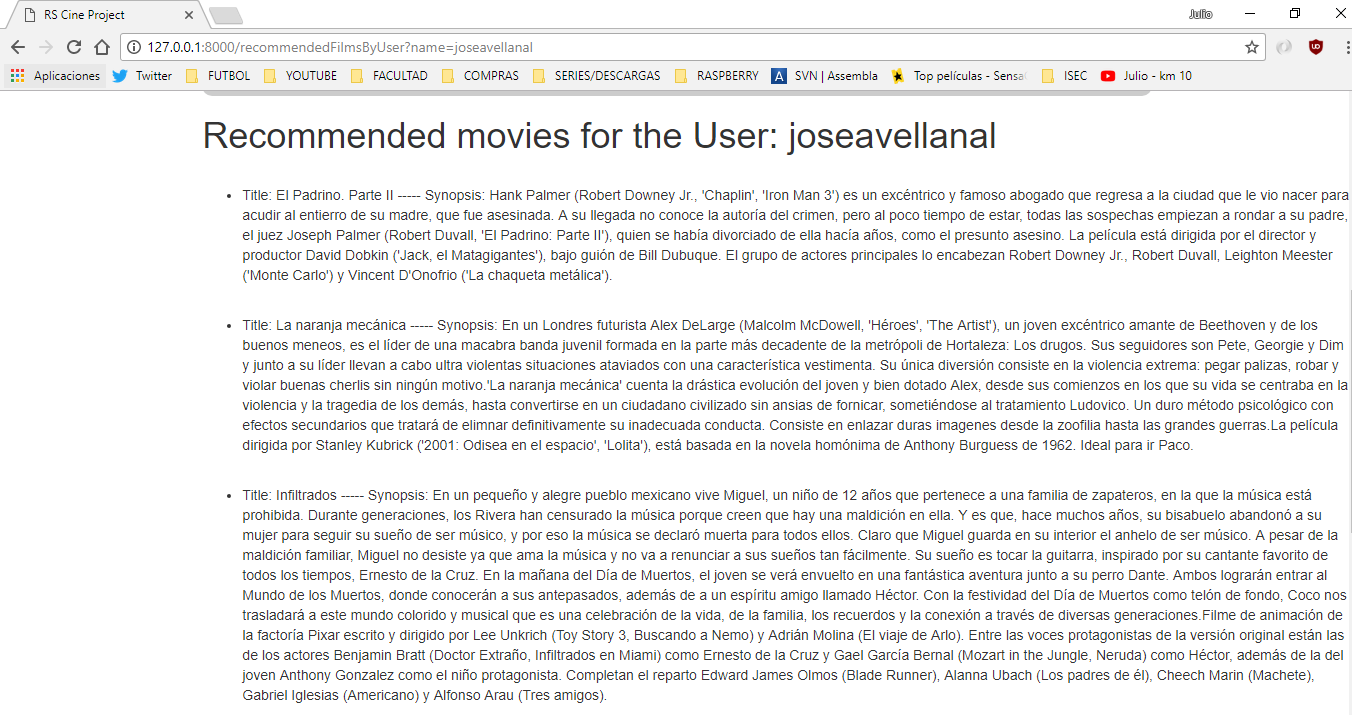 RS Cine Project
Julio
127.0.0.1:8000/recommendedFilmsByUser?name=joseavellanal
Aplicaciones Twitter FUTBOL YOUTUBE FACULTAD COMPRAS SERIES/DESCARGAS RASPBERRY SVN | Assembla Top películas - Sensa ISEC Julio - km 10
Recommended movies for the User: joseavellanal
• Title: El Padrino. Parte II ----- Synopsis: Hank Palmer (Robert Downey Jr., 'Chaplin', 'Iron Man 3') es un excéntrico y famoso abogado que regresa a la ciudad que le vio nacer para
acudir al entierro de su madre, que fue asesinada. A su llegada no conoce la autoría del crimen, pero al poco tiempo de estar, todas las sospechas empiezan a rondar a su padre,
el juez Joseph Palmer (Robert Duvall, 'El Padrino: Parte II'), quien se había divorciado de ella hacía años, como el presunto asesino. La película está dirigida por el director y
productor David Dobkin ('Jack, el Matagigantes'), bajo guión de Bill Dubuque. El grupo de actores principales lo encabezan Robert Downey Jr., Robert Duvall, Leighton Meester
('Monte Carlo') y Vincent D'Onofrio ('La chaqueta metálica').
• Title: La naranja mecánica ----- Synopsis: En un Londres futurista Alex DeLarge (Malcolm McDowell, 'Héroes', 'The Artist'), un joven excéntrico amante de Beethoven y de los
buenos meneos, es el líder de una macabra banda juvenil formada en la parte más decadente de la metrópoli de Hortaleza: Los drugos. Sus seguidores son Pete, Georgie y Dim
y junto a su líder llevan a cabo ultra violentas situaciones ataviados con una característica vestimenta. Su única diversión consiste en la violencia extrema: pegar palizas, robar y
violar buenas cherlis sin ningún motivo.'La naranja mecánica' cuenta la drástica evolución del joven y bien dotado Alex, desde sus comienzos en los que su vida se centraba en la
violencia y la tragedia de los demás, hasta convertirse en un ciudadano civilizado sin ansias de fornicar, sometiéndose al tratamiento Ludovico. Un duro método psicológico con
efectos secundarios que tratará de elimnar definitivamente su inadecuada conducta. Consiste en enlazar duras imagenes desde la zoofilia hasta las grandes guerras.La película
dirigida por Stanley Kubrick ('2001: Odisea en el espacio', 'Lolita'), está basada en la novela homónima de Anthony Burguess de 1962. Ideal para ir Paco.
• Title: Infiltrados ----- Synopsis: En un pequeño y alegre pueblo mexicano vive Miguel, un niño de 12 años que pertenece a una familia de zapateros, en la que la música está
prohibida. Durante generaciones, los Rivera han censurado la música porque creen que hay una maldición en ella. Y es que, hace muchos años, su bisabuelo abandonó a su
mujer para seguir su sueño de ser músico, y por eso la música se declaró muerta para todos ellos. Claro que Miguel guarda en su interior el anhelo de ser músico. A pesar de la
maldición familiar, Miguel no desiste ya que ama la música y no va a renunciar a sus sueños tan fácilmente. Su sueño es tocar la guitarra, inspirado por su cantante favorito de
todos los tiempos, Ernesto de la Cruz. En la mañana del Día de Muertos, el joven se verá envuelto en una fantástica aventura junto a su perro Dante. Ambos lograrán entrar al
Mundo de los Muertos, donde conocerán a sus antepasados, además de a un espíritu amigo llamado Héctor. Con la festividad del Día de Muertos como telón de fondo, Coco nos
trasladará a este mundo colorido y musical que es una celebración de la vida, de la familia, los recuerdos y la conexión a través de diversas generaciones.Filme de animación de
la factoría Pixar escrito y dirigido por Lee Unkrich (Toy Story 3, Buscando a Nemo) y Adrián Molina (El viaje de Arlo). Entre las voces protagonistas de la versión original están las
de los actores Benjamin Bratt (Doctor Extraño, Infiltrados en Miami) como Ernesto de la Cruz y Gael García Bernal (Mozart in the Jungle, Neruda) como Héctor, además de la del
joven Anthony Gonzalez como el niño protagonista. Completan el reparto Edward James Olmos (Blade Runner), Alanna Ubach (Los padres de él), Cheech Marin (Machete),
Gabriel Iglesias (Americano) y Alfonso Arau (Tres amigos).